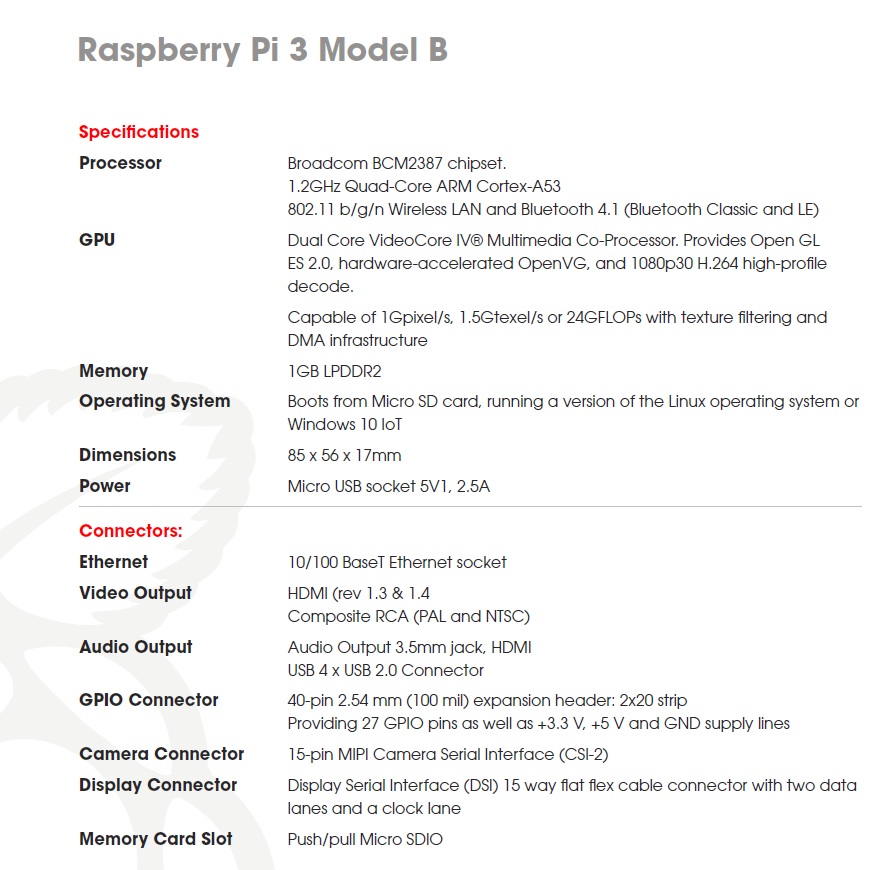 Raspberry Pi 3 Model B
Specifications
Processor Broadcom BCM2387 chipset.
1.2GHz Quad-Core ARM Cortex-A53
802.11 b/g/n Wireless LAN and Bluetooth 4.1 (Bluetooth Classic and LE)
GPU Dual Core VideoCore IV® Multimedia Co-Processor. Provides Open GL
ES 2.0, hardware-accelerated OpenVG, and 1080p30 H.264 high-profile
decode.
Capable of 1Gpixel/s, 1.5Gtexel/s or 24GFLOPs with texture filtering and
DMA infrastructure
Memory 1GB LPDDR2
Operating System Boots from Micro SD card, running a version of the Linux operating system or
Windows 10 IoT
Dimensions 85 x 56 x 17mm
Power Micro USB socket 5V1, 2.5A
Connectors:
Ethernet 10/100 BaseT Ethernet socket
Video Output HDMI (rev 1.3 & 1.4
Composite RCA (PAL and NTSC)
Audio Output Audio Output 3.5mm jack, HDMI
USB 4 x USB 2.0 Connector
GPIO Connector 40-pin 2.54 mm (100 mil) expansion header: 2x20 strip
Providing 27 GPIO pins as well as +3.3 V, +5 V and GND supply lines
Camera Connector 15-pin MIPI Camera Serial Interface (CSI-2)
Display Connector Display Serial Interface (DSI) 15 way flat flex cable connector with two data
lanes and a clock lane
Memory Card Slot Push/pull Micro SDIO